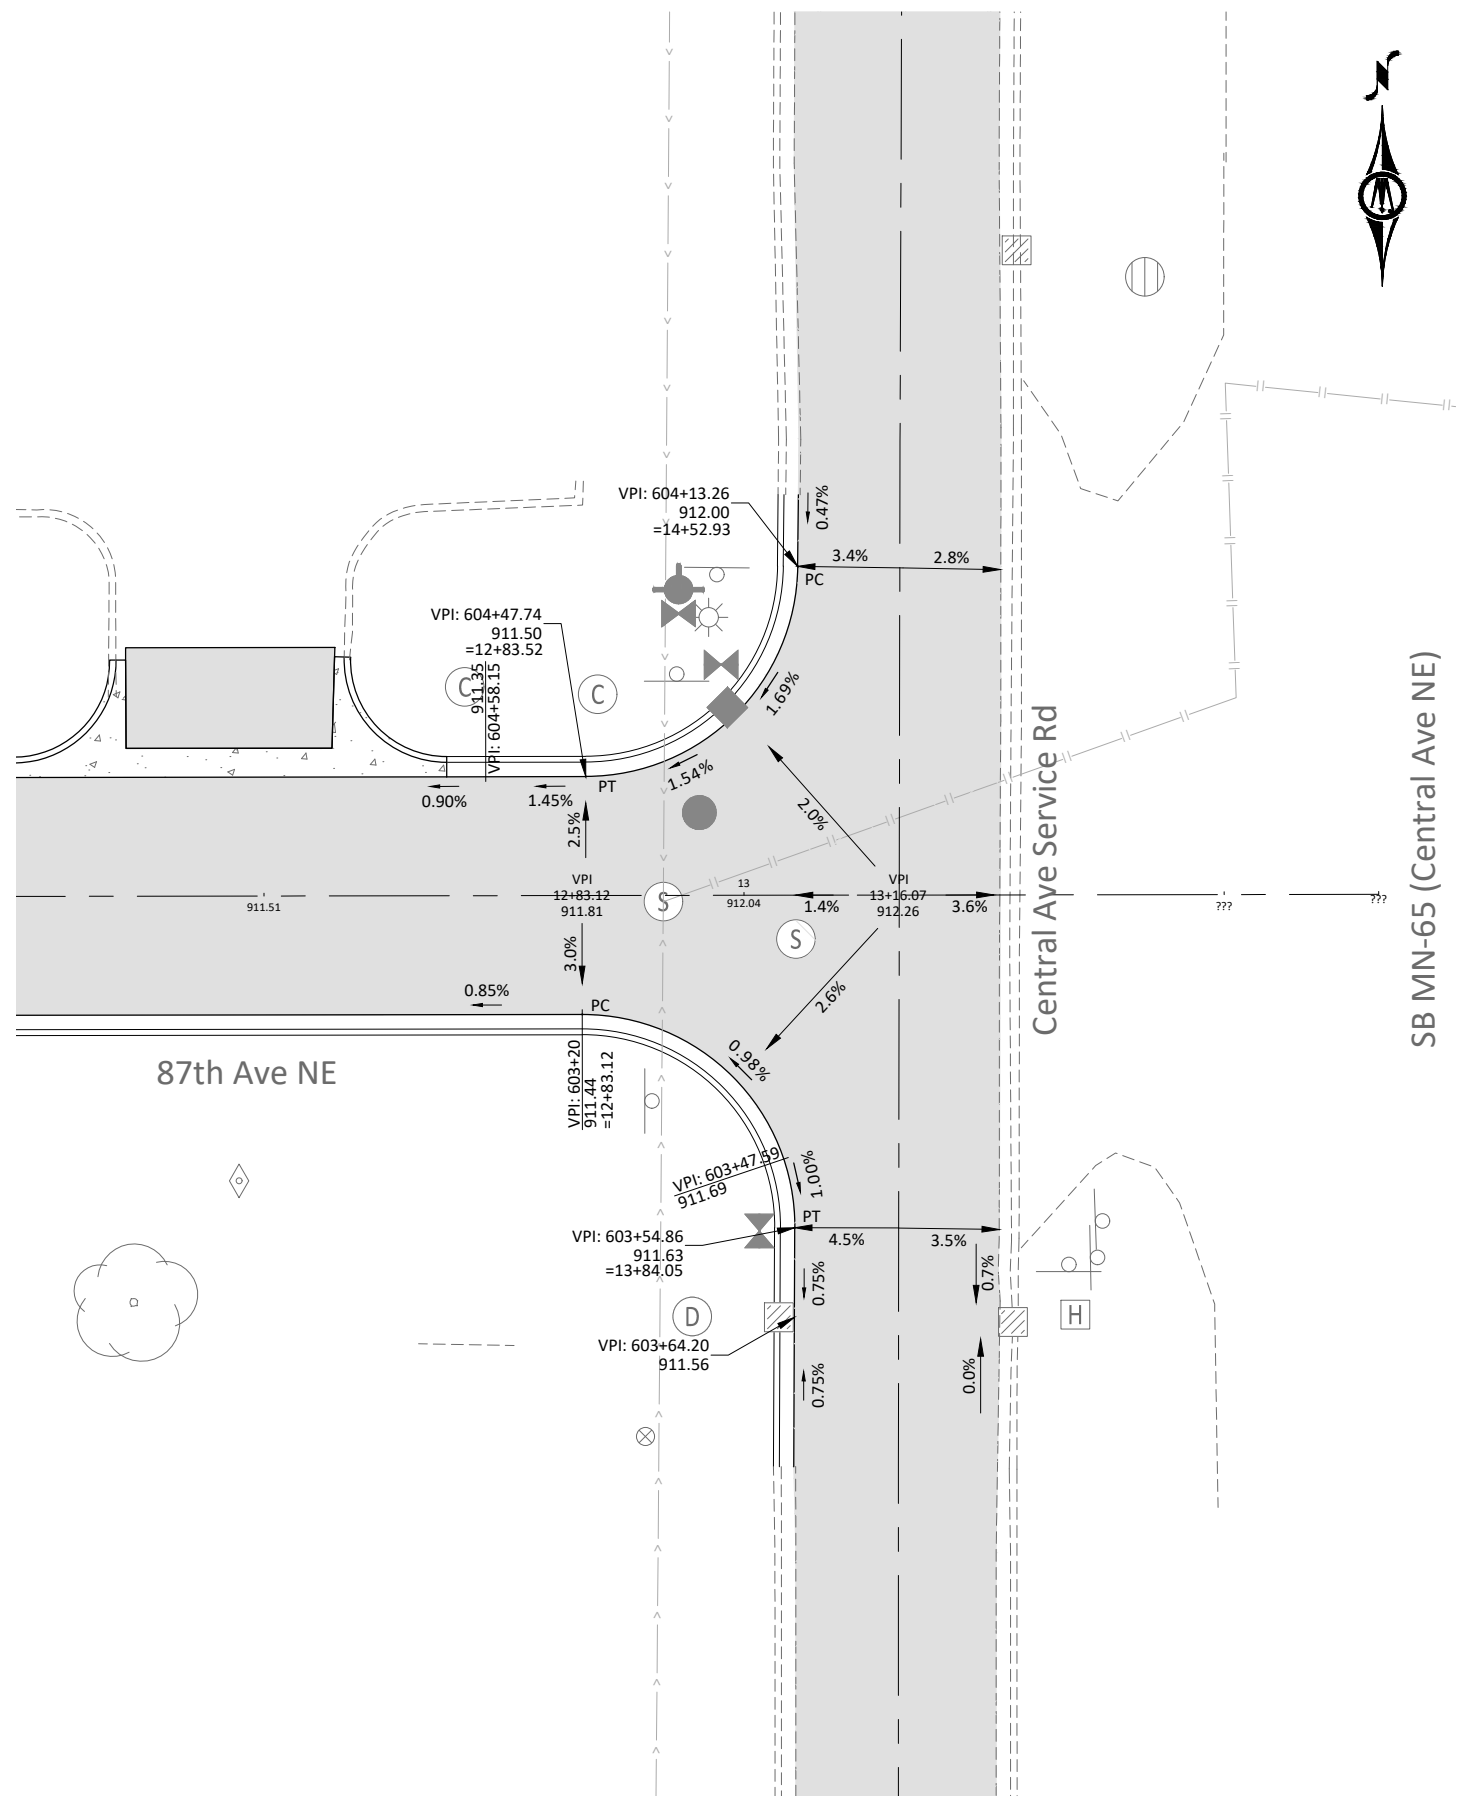 N
VPI: 604+13.26
912.00
=14+52.93
0.47%
3.4%
2.8%
PC
VPI: 604+47.74
911.50
=12+83.52
911.35
VPI: 604+58.15
C
C
1.69%
1.54%
PT
0.90%
1.45%
2.5%
2.0%
Central Ave Service Rd
SB MN-65 (Central Ave NE)
911.51
VPI
12+83.12
911.81
S
13
912.04
1.4%
VPI
13+16.07
912.26
3.6%
???
???
S
3.0%
0.85%
PC
2.6%
87th Ave NE
VPI: 603+20
911.44
=12+83.12
0.98%
VPI: 603+47.59
911.69
1.00%
PT
VPI: 603+54.86
911.63
=13+84.05
4.5%
3.5%
0.75%
0.7%
D
H
VPI: 603+64.20
911.56
0.75%
0.0%